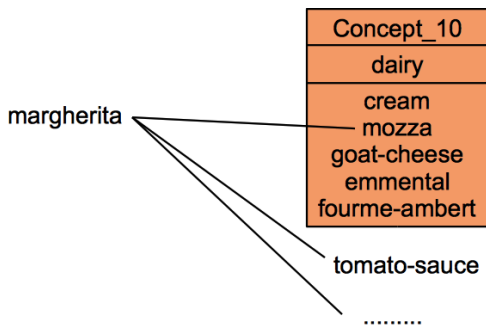 Concept_10
dairy
cream
margherita
mozza
goat-cheese
emmental
fourme-ambert
tomato-sauce
.........